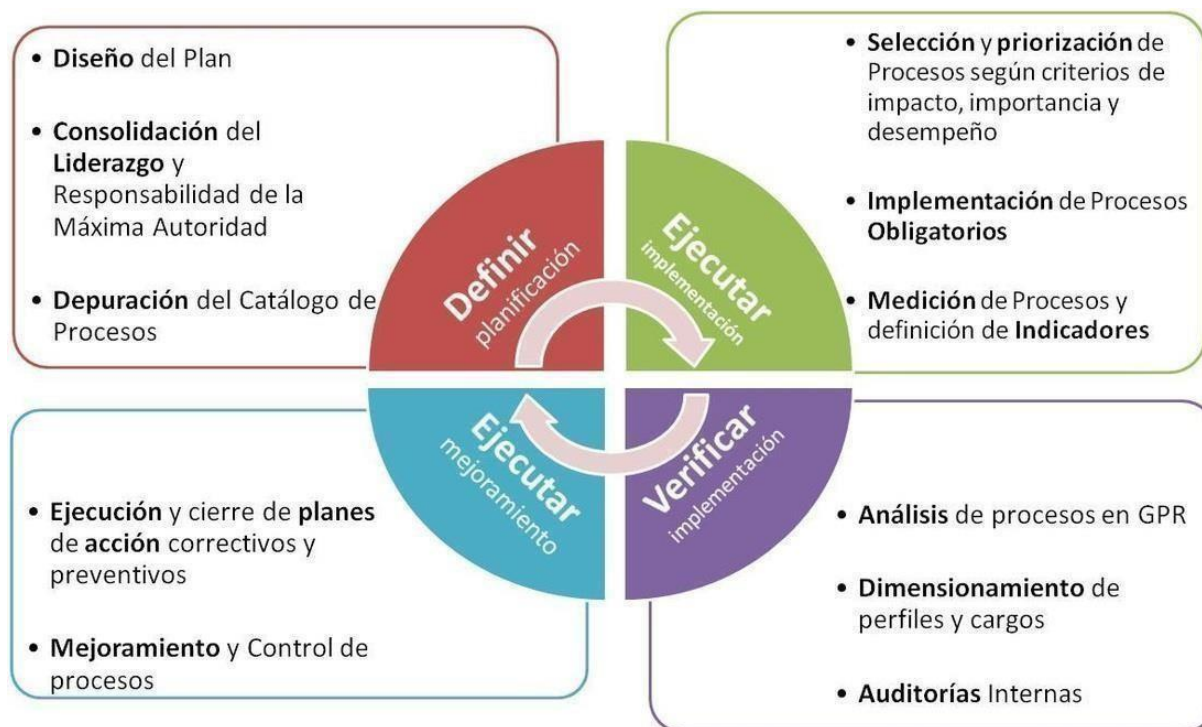 • Diseño del Plan
• Consolidación del
Liderazgo y
Responsabilidad de la
Máxima Autoridad
• Depuración del Catálogo de
Procesos
Definir
planificación
• Selección y priorización de
Procesos según criterios de
impacto, importancia y
desempeño
• Implementación de Procesos
Obligatorios
• Medición de Procesos y
definición de Indicadores
Ejecutar
implementación
• Ejecución y cierre de planes
de acción correctivos y
preventivos
• Mejoramiento y Control de
procesos
Ejecutar
mejoramiento
Verificar
implementación
• Análisis de procesos en GPR
• Dimensionamiento de
perfiles y cargos
• Auditorías Internas